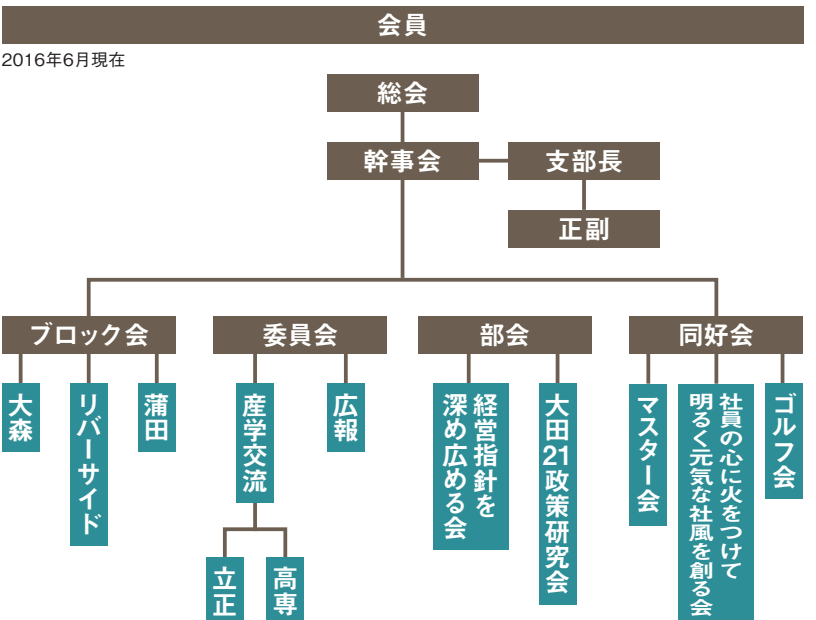 会員
2016年6月現在
総会
幹事会
支部長
正副
ブロック会
委員会
部会
同好会
大森
リバーサイド
蒲田
産学交流
広報
経営指針を
深め広める会
大田21政策研究会
マスター会
社員の心に火をつけて
明るく元気な社風を創る会
ゴルフ会
立正
高専